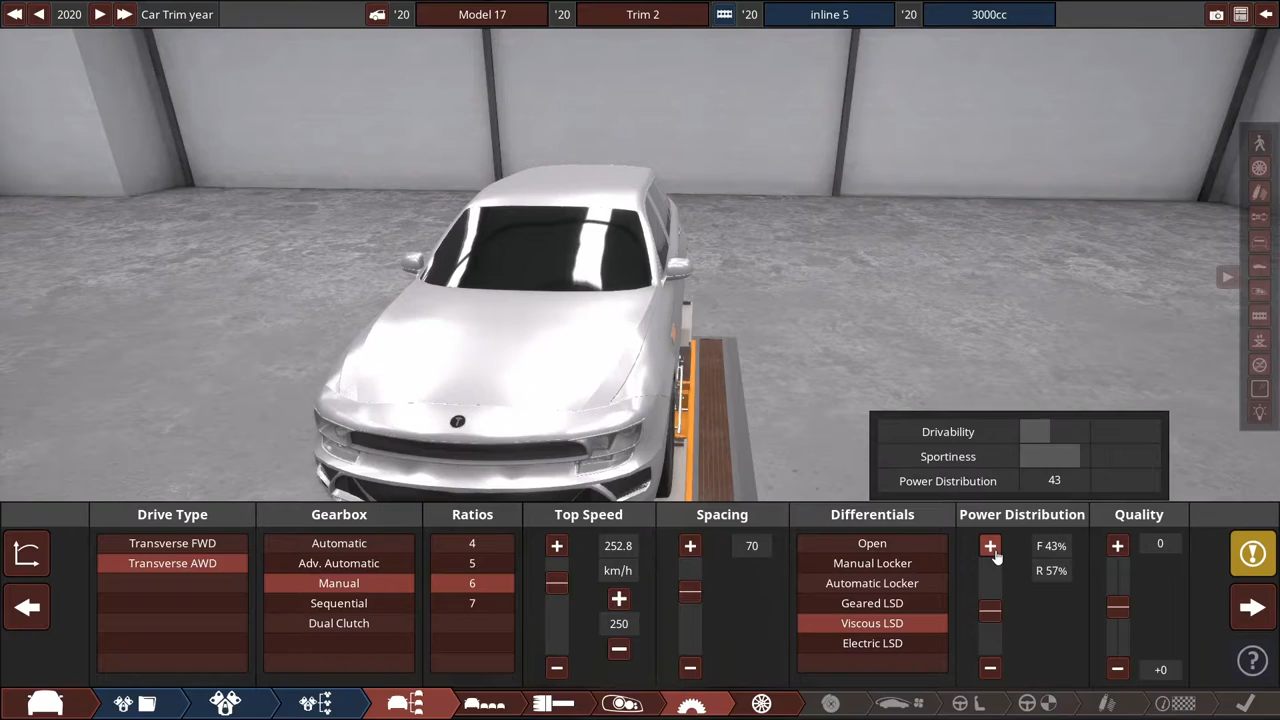 2020 Car Trim year '20 Model 17 '20 Trim 2 '20 inline 5 '20 3000cc
Drivability
Sportiness
Power Distribution 43
Drive Type Gearbox Ratios Top Speed Spacing Differentials Power Distribution Quality
Transverse FWD
Transverse AWD
Automatic
Adv. Automatic
Manual
Sequential
Dual Clutch
4
5
6
7
252.8
km/h
250
70
Open
Manual Locker
Automatic Locker
Geared LSD
Viscous LSD
Electric LSD
F 43%
R 57%
0
+0